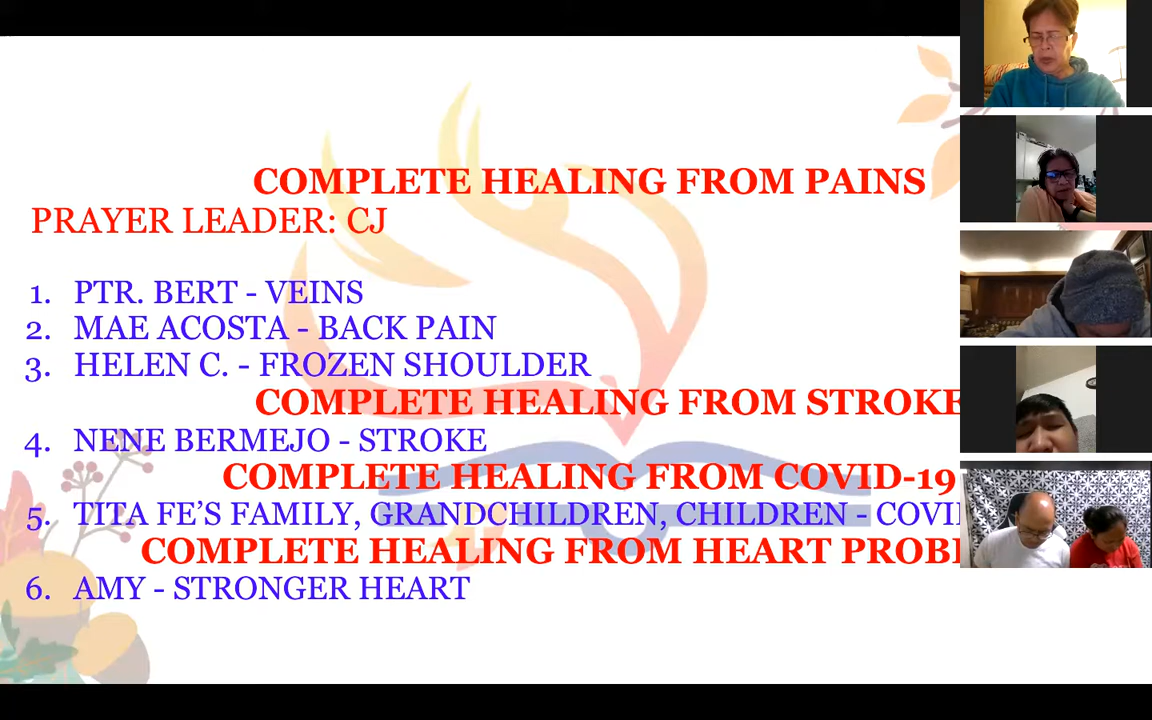 COMPLETE HEALING FROM PAINS
PRAYER LEADER: CJ
1. PTR. BERT - VEINS
2. MAE ACOSTA - BACK PAIN
3. HELEN C. - FROZEN SHOULDER
COMPLETE HEALING FROM STROKE
4. NENE BERMEJO - STROKE
COMPLETE HEALING FROM COVID-19
5. TITA FE’S FAMILY, GRANDCHILDREN, CHILDREN -
COMPLETE HEALING FROM HEART
6. AMY - STRONGER HEART